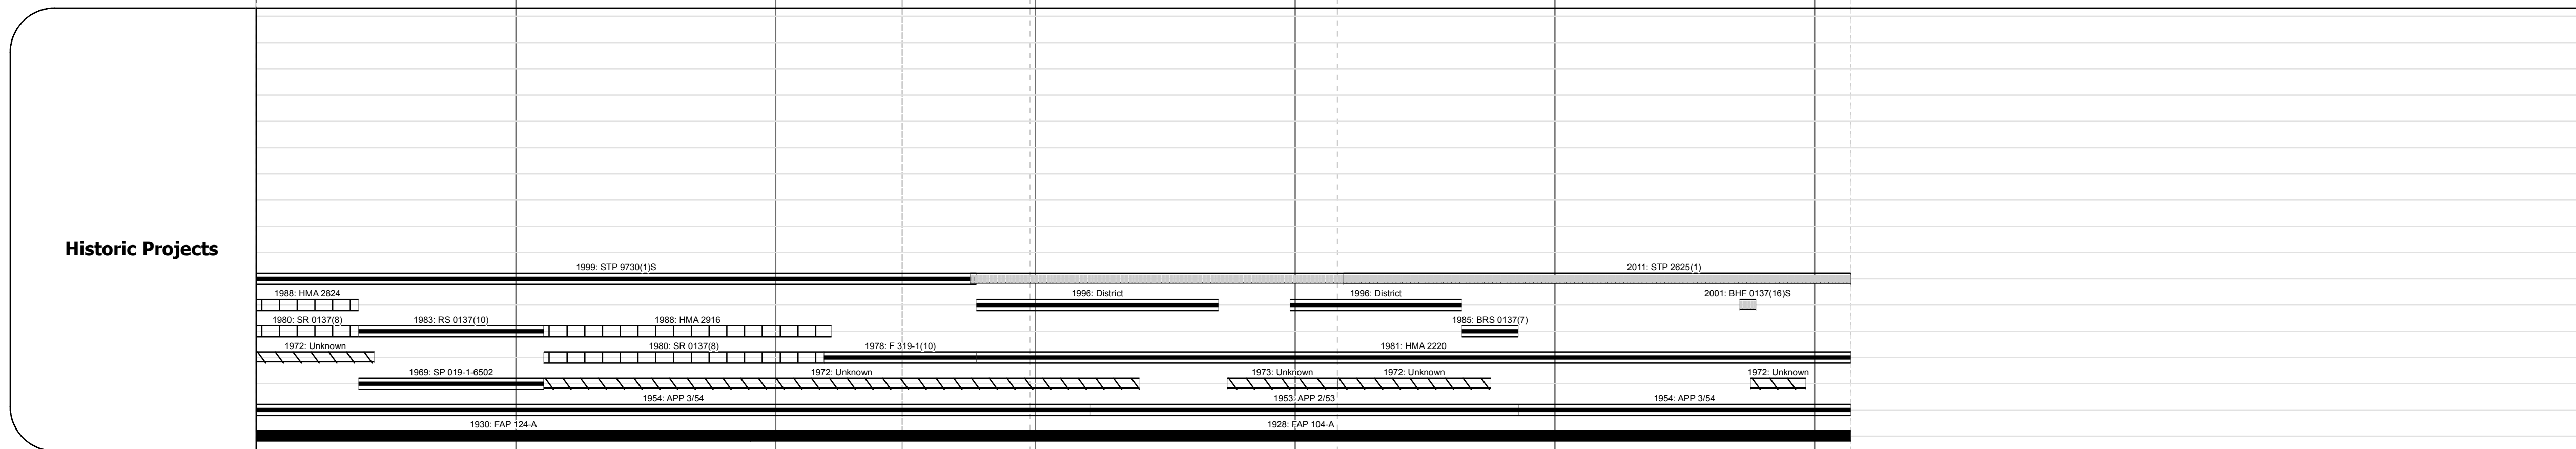 Historic Projects
1999: STP 9730(1)S
2011: STP 2625(1)
1988: HMA 2824
1996: District
1996: District
2001: BHF 0137(16)S
1980: SR 0137(8)
1983: RS 0137(10)
1988: HMA 2916
1985: BRS 0137(7)
1972: Unknown
1980: SR 0137(8)
1978: F 319-1(10)
1981: HMA 2220
1969: SP 019-1-6502
1972: Unknown
1973: Unknown
1972: Unknown
1972: Unknown
1954: APP 3/54
1953: APP 2/53
1954: APP 3/54
1930: FAP 124-A
1928: FAP 104-A